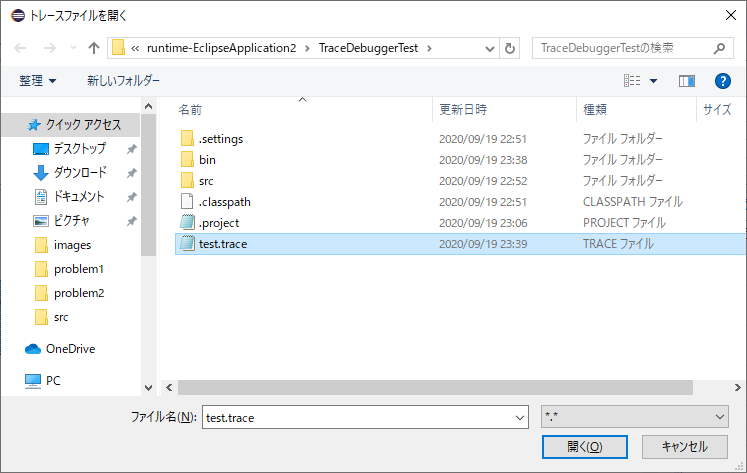 トレースファイルを開く
« runtime-EclipseApplication2 > TraceDebuggerTest > TraceDebuggerTestの検索
整理 新しいフォルダー
名前 更新日時 種類 サイズ
クイック アクセス
デスクトップ
ダウンロード
ドキュメント
ピクチャ
images
problem1
problem2
src
OneDrive
PC
.settings 2020/09/19 22:51 ファイル フォルダー
bin 2020/09/19 23:38 ファイル フォルダー
src 2020/09/19 22:52 ファイル フォルダー
.classpath 2020/09/19 22:51 CLASSPATH ファイル
.project 2020/09/19 23:06 PROJECT ファイル
test.trace 2020/09/19 23:39 TRACE ファイル
ファイル名(N): test.trace *.*
開く(O) キャンセル